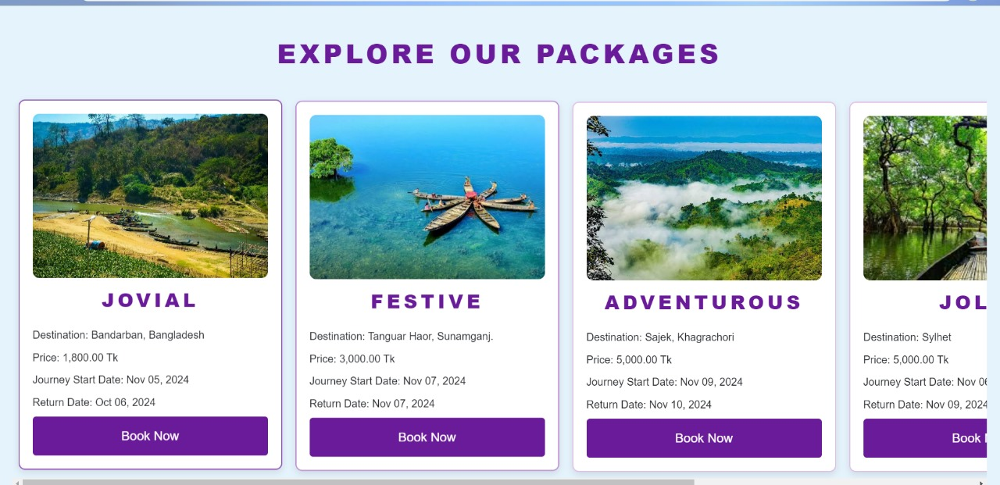 EXPLORE OUR PACKAGES
JOVIAL
Destination: Bandarban, Bangladesh
Price: 1,800.00 Tk
Journey Start Date: Nov 05, 2024
Return Date: Oct 06, 2024
Book Now
FESTIVE
Destination: Tanguar Haor, Sunamganj.
Price: 3,000.00 Tk
Journey Start Date: Nov 07, 2024
Return Date: Nov 07, 2024
Book Now
ADVENTUROUS
Destination: Sajek, Khagrachori
Price: 5,000.00 Tk
Journey Start Date: Nov 09, 2024
Return Date: Nov 10, 2024
Book Now
JOL
Destination: Sylhet
Price: 5,000.00 Tk
Journey Start Date: Nov 06
Return Date: Nov 09, 2024
Book